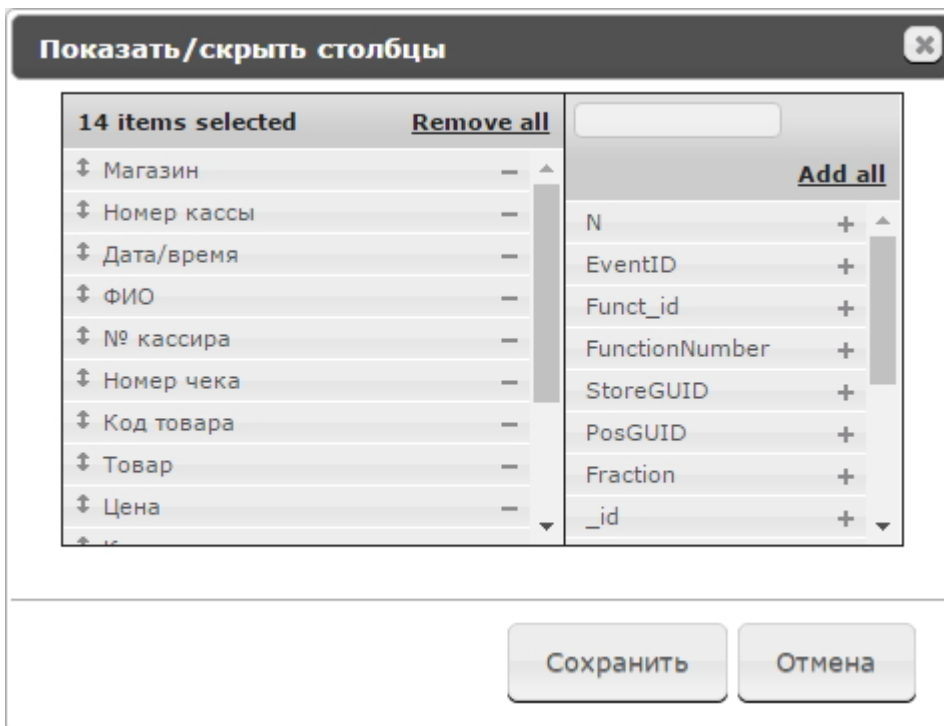 Показать/скрыть столбцы
14 items selected Remove all
Магазин
Номер кассы
Дата/время
ФИО
№ кассира
Номер чека
Код товара
Товар
Цена
Add all
N
EventID
Funct_id
FunctionNumber
StoreGUID
PosGUID
Fraction
_id
Сохранить Отмена